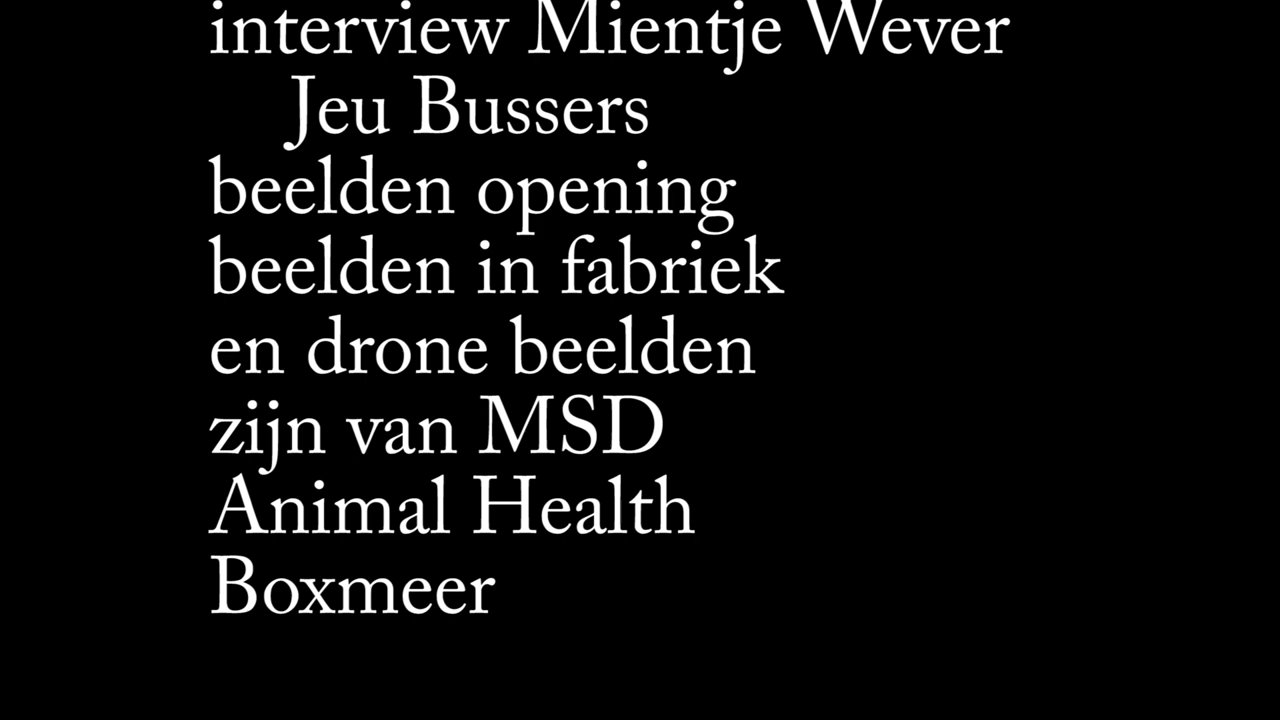 interview Mientje Wever
Jeu Bussers
beelden opening
beelden in fabriek
en drone beelden
zijn van MSD
Animal Health
Boxmeer